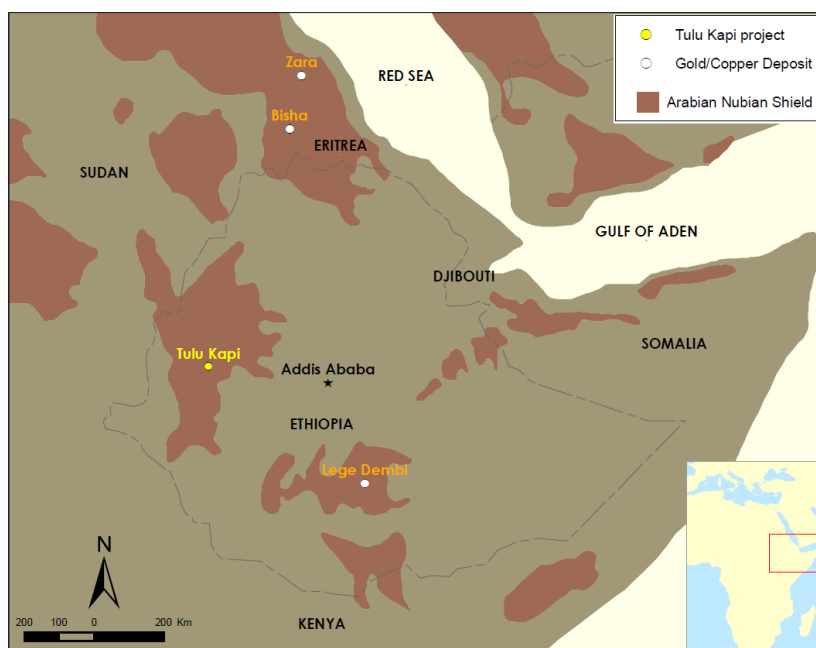 Tulu Kapi project
Gold/Copper Deposit
Arabian Nubian Shield
Zara
RED SEA
Bisha
ERITREA
SUDAN
GULF OF ADEN
DJIBOUTI
SOMALIA
Tulu Kapi
Addis Ababa
ETHIOPIA
Lege Dembi
N
KENYA
200 100 0 200 Km